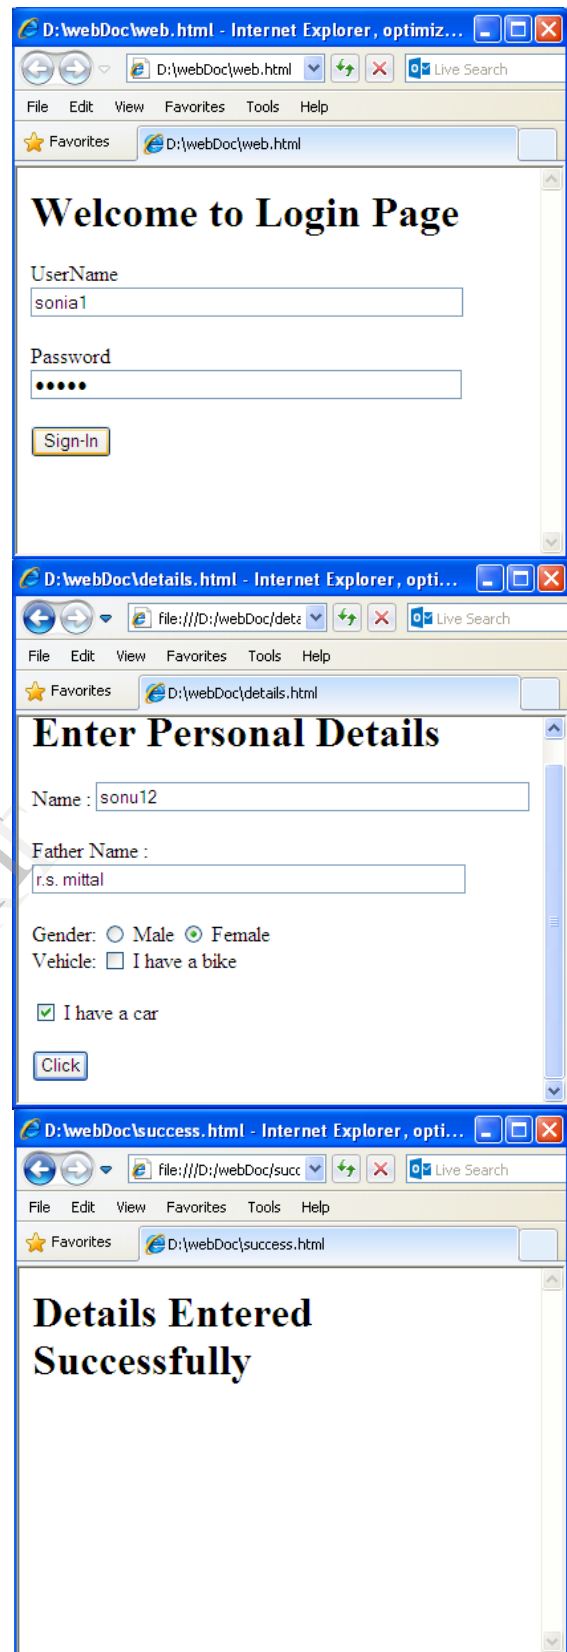 D:\webDoc\web.html - Internet Explorer, optimiz...
D:\webDoc\web.html
Live Search
File Edit View Favorites Tools Help
Favorites
D:\webDoc\web.html
Welcome to Login Page
UserName
sonia1
Password
•••••
Sign-In
D:\webDoc\details.html - Internet Explorer, opti...
file:///D:/webDoc/deta
Live Search
File Edit View Favorites Tools Help
Favorites
D:\webDoc\details.html
Enter Personal Details
Name : sonu12
Father Name :
r.s. mittal
Gender: Male Female
Vehicle: I have a bike
I have a car
Click
D:\webDoc\success.html - Internet Explorer, opti...
file:///D:/webDoc/succ
Live Search
File Edit View Favorites Tools Help
Favorites
D:\webDoc\success.html
Details Entered
Successfully